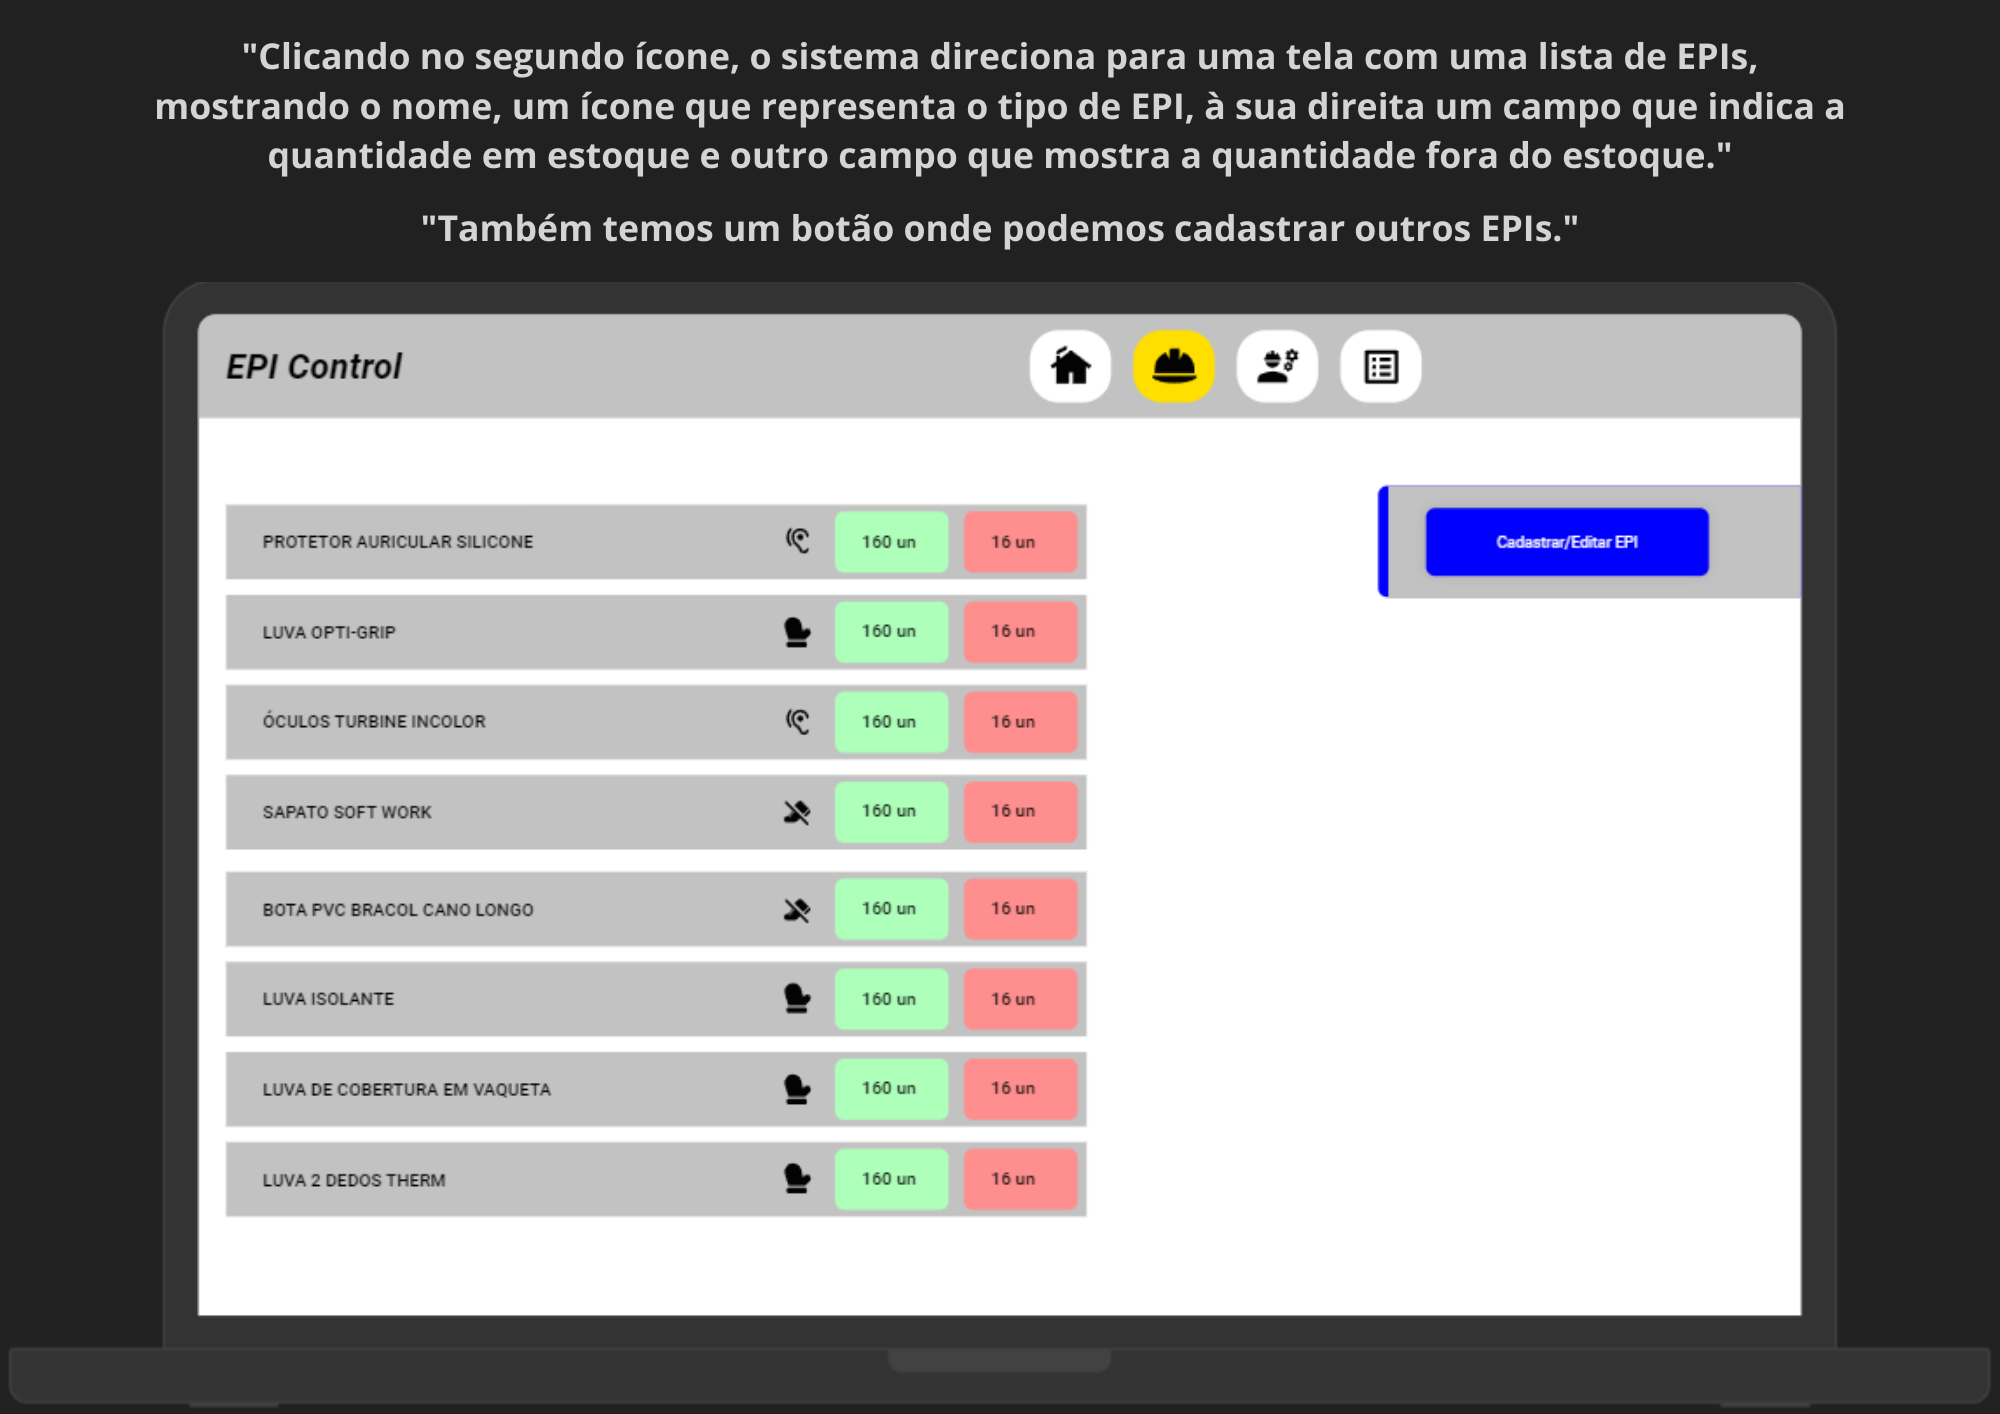 "Clicando no segundo ícone, o sistema direciona para uma tela com uma lista de EPIs,
mostrando o nome, um ícone que representa o tipo de EPI, à sua direita um campo que indica a
quantidade em estoque e outro campo que mostra a quantidade fora do estoque."
"Também temos um botão onde podemos cadastrar outros EPIs."
EPI Control
PROTETOR AURICULAR SILICONE 160 un 16 un
Cadastrar/Editar EPI
LUVA OPTI-GRIP 160 un 16 un
ÓCULOS TURBINE INCOLOR 160 un 16 un
SAPATO SOFT WORK 160 un 16 un
BOTA PVC BRACOL CANO LONGO 160 un 16 un
LUVA ISOLANTE 160 un 16 un
LUVA DE COBERTURA EM VAQUETA 160 un 16 un
LUVA 2 DEDOS THERM 160 un 16 un